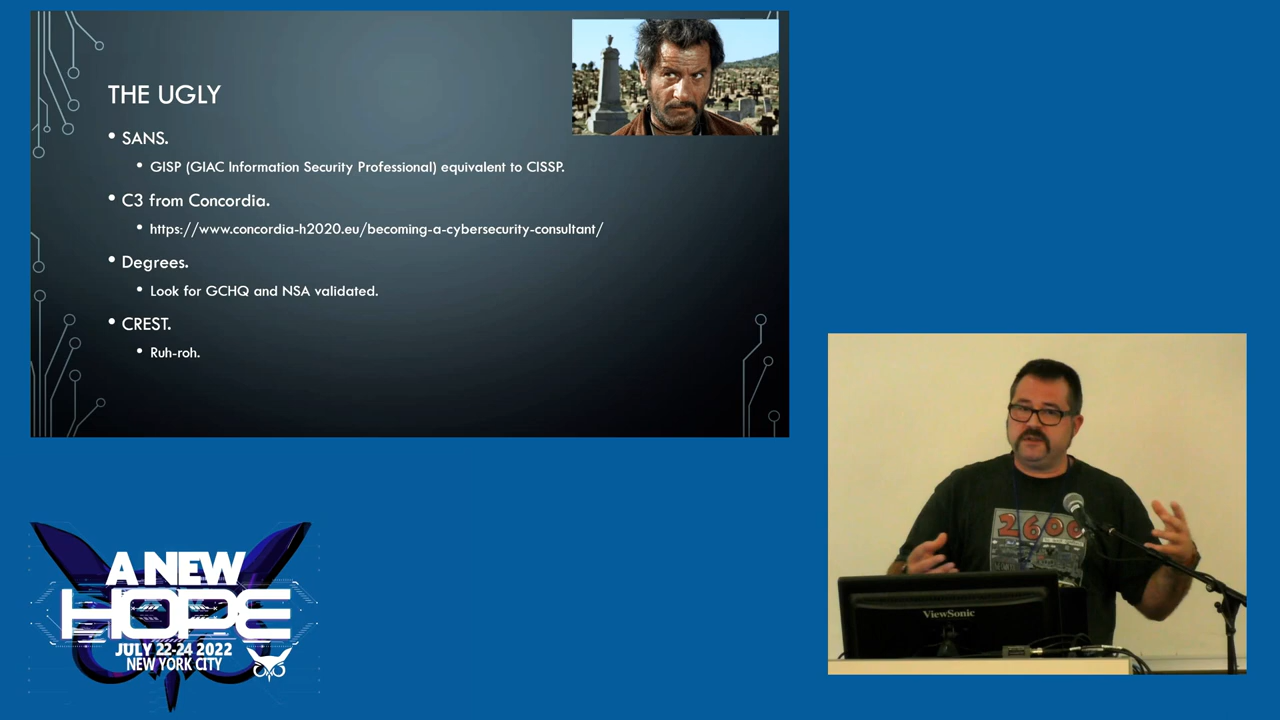 THE UGLY
• SANS.
• GISP (GIAC Information Security Professional) equivalent to CISSP.
• C3 from Concordia.
• https://www.concordia-h2020.eu/becoming-a-cybersecurity-consultant/
• Degrees.
• Look for GCHQ and NSA validated.
• CREST.
• Ruh-roh.
2600
ViewSonic
A NEW
HOPE
JULY 22-24 2022
NEW YORK CITY